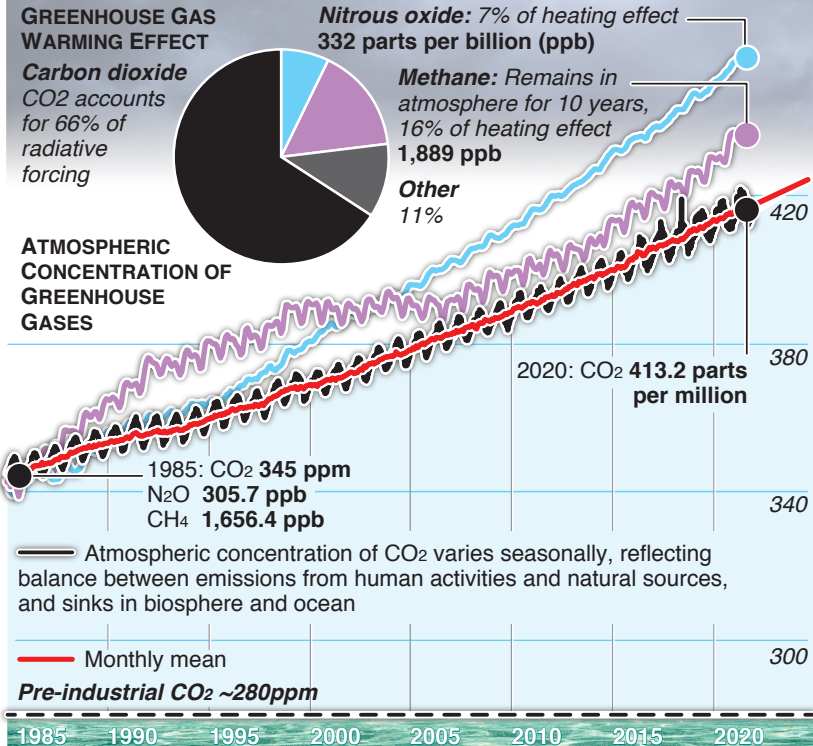 GREENHOUSE GAS
WARMING EFFECT
Carbon dioxide
CO2 accounts
for 66% of
radiative
forcing
Nitrous oxide: 7% of heating effect
332 parts per billion (ppb)
Methane: Remains in
atmosphere for 10 years,
16% of heating effect
1,889 ppb
Other
11%
ATMOSPHERIC
CONCENTRATION OF
GREENHOUSE
GASES
420
380
2020: CO2 413.2 parts
per million
1985: CO2 345 ppm
N2O 305.7 ppb
CH4 1,656.4 ppb
340
Atmospheric concentration of CO2 varies seasonally, reflecting
balance between emissions from human activities and natural sources,
and sinks in biosphere and ocean
300
Monthly mean
Pre-industrial CO2 ~280ppm
1985 1990 1995 2000 2005 2010 2015 2020